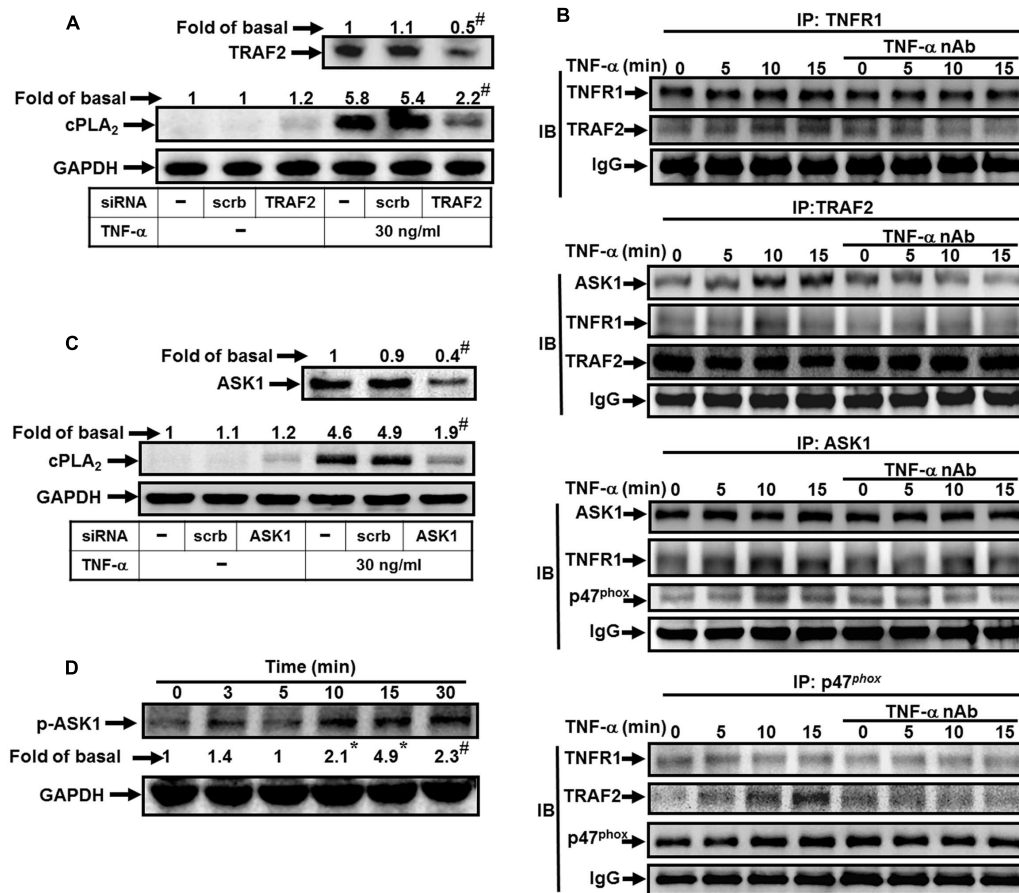 A
Fold of basal 1 1.1 0.5#
TRAF2
Fold of basal 1 1 1.2 5.8 5.4 2.2#
cPLA₂
GAPDH
siRNA – scrb TRAF2 – scrb TRAF2
TNF-α – 30 ng/ml
C
Fold of basal 1 0.9 0.4#
ASK1
Fold of basal 1 1.1 1.2 4.6 4.9 1.9#
cPLA₂
GAPDH
siRNA – scrb ASK1 – scrb ASK1
TNF-α – 30 ng/ml
D
Time (min)
0 3 5 10 15 30
p-ASK1
Fold of basal 1 1.4 1 2.1* 4.9* 2.3#
GAPDH
B
IP: TNFR1
TNF-α nAb
TNF-α (min) 0 5 10 15 0 5 10 15
TNFR1
IB
TRAF2
IgG
IP:TRAF2
TNF-α nAb
TNF-α (min) 0 5 10 15 0 5 10 15
ASK1
TNFR1
IB
TRAF2
IgG
IP: ASK1
TNF-α nAb
TNF-α (min) 0 5 10 15 0 5 10 15
ASK1
TNFR1
IB
p47phox
IgG
IP: p47phox
TNF-α nAb
TNF-α (min) 0 5 10 15 0 5 10 15
TNFR1
TRAF2
IB
p47phox
IgG